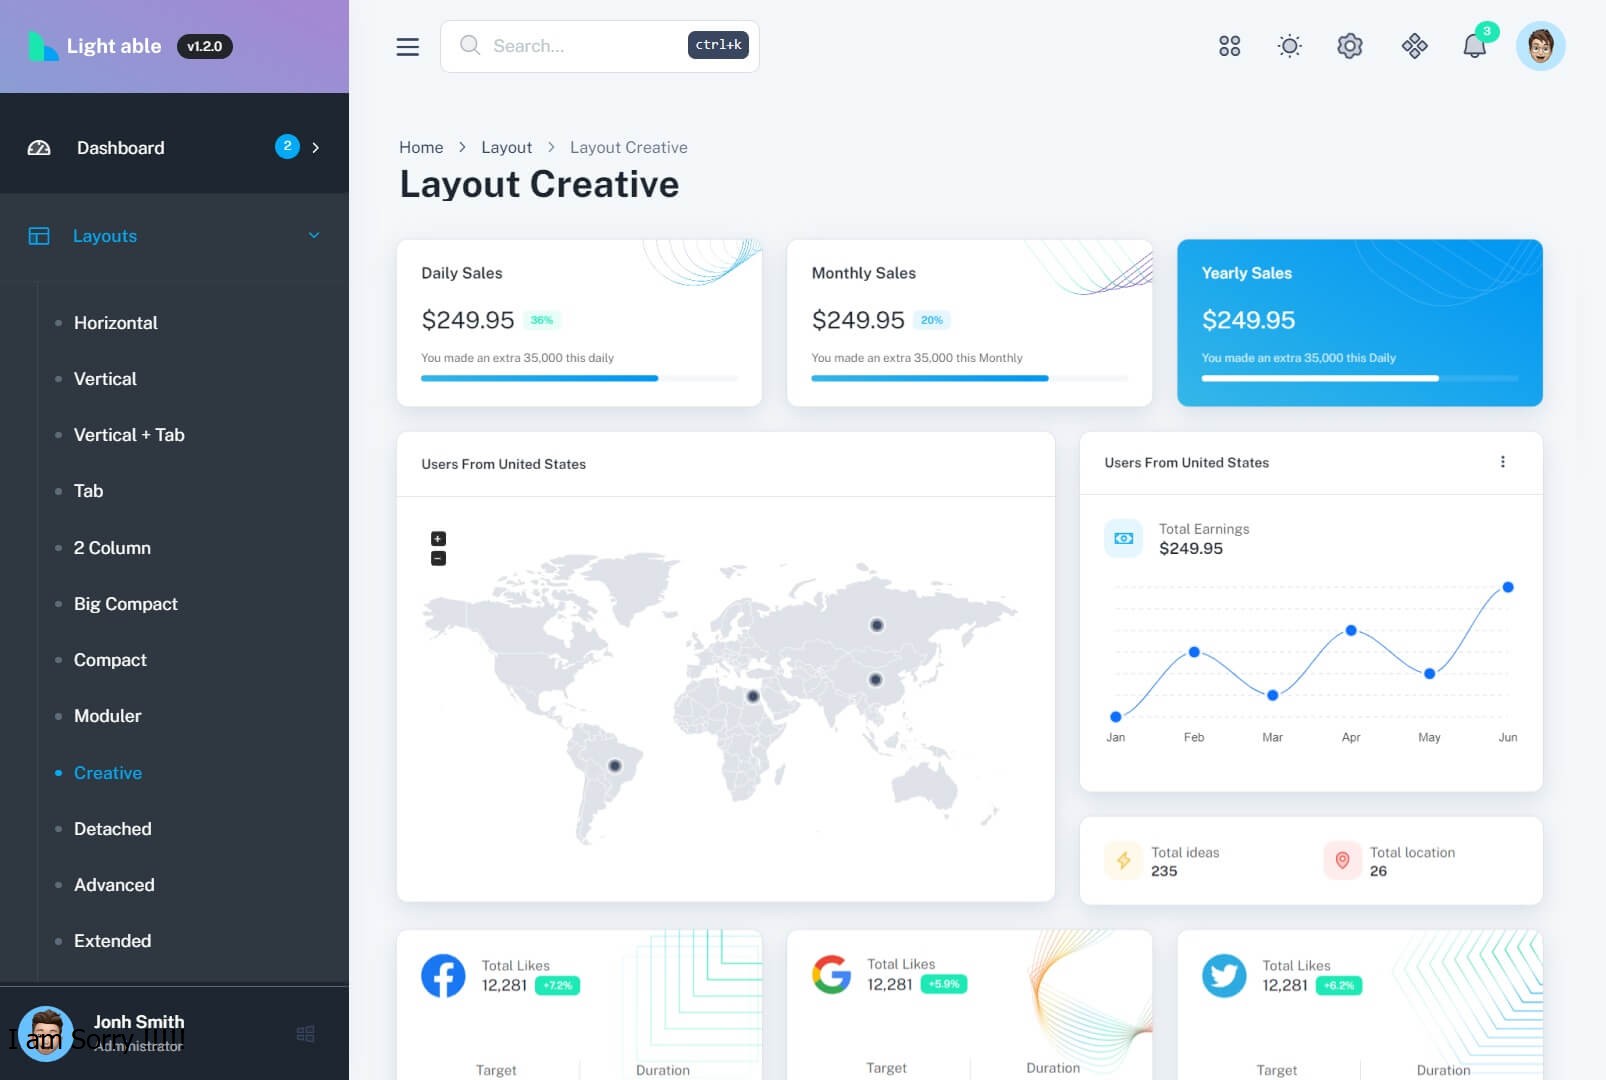 Light able v1.2.0
Search... ctrl+k
3
Dashboard 2
Layouts
Horizontal
Vertical
Vertical + Tab
Tab
2 Column
Big Compact
Compact
Moduler
Creative
Detached
Advanced
Extended
Jonh Smith
Administrator
I am Sorry !!!!!
Home > Layout > Layout Creative
Layout Creative
Daily Sales
$249.95 36%
You made an extra 35,000 this daily
Monthly Sales
$249.95 20%
You made an extra 35,000 this Monthly
Yearly Sales
$249.95
You made an extra 35,000 this Daily
Users From United States
+
−
Users From United States
Total Earnings
$249.95
Jan Feb Mar Apr May Jun
Total ideas
235
Total location
26
Total Likes
12,281 +7.2%
Target Duration
Total Likes
12,281 +5.9%
Target Duration
Total Likes
12,281 +6.2%
Target Duration